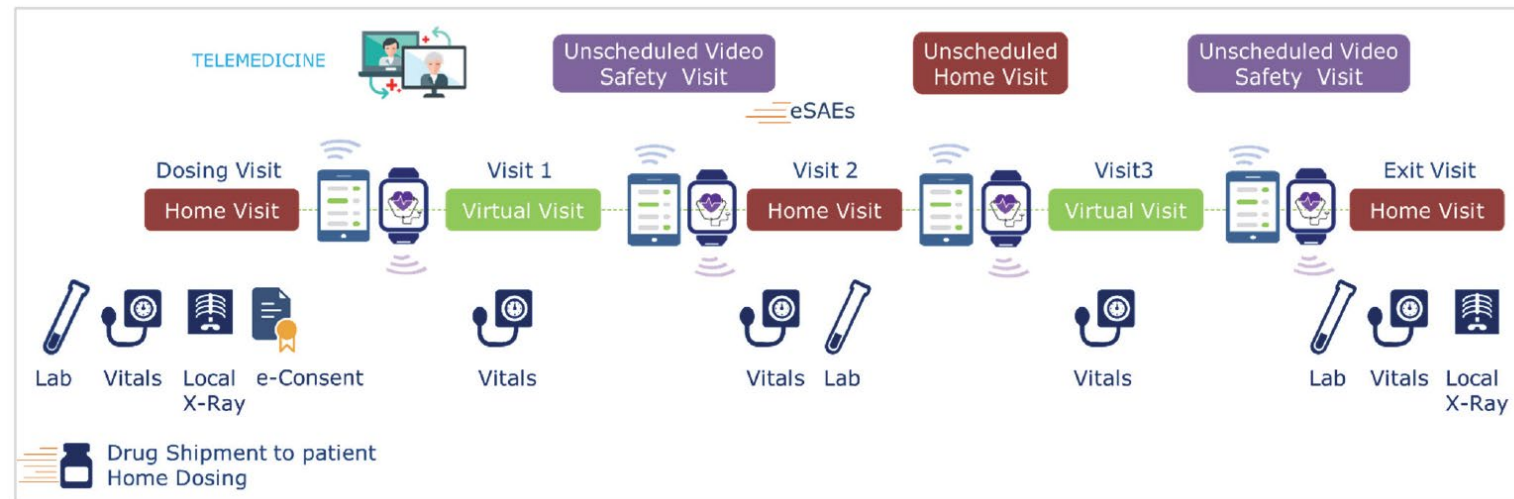 TELEMEDICINE
Unscheduled Video
Safety Visit
Unscheduled
Home Visit
Unscheduled Video
Safety Visit
eSAEs
Dosing Visit
Visit 1
Visit 2
Visit3
Exit Visit
Home Visit
Virtual Visit
Home Visit
Virtual Visit
Home Visit
Lab
Vitals
Local
X-Ray
e-Consent
Vitals
Vitals
Lab
Vitals
Lab
Vitals
Local
X-Ray
Drug Shipment to patient
Home Dosing